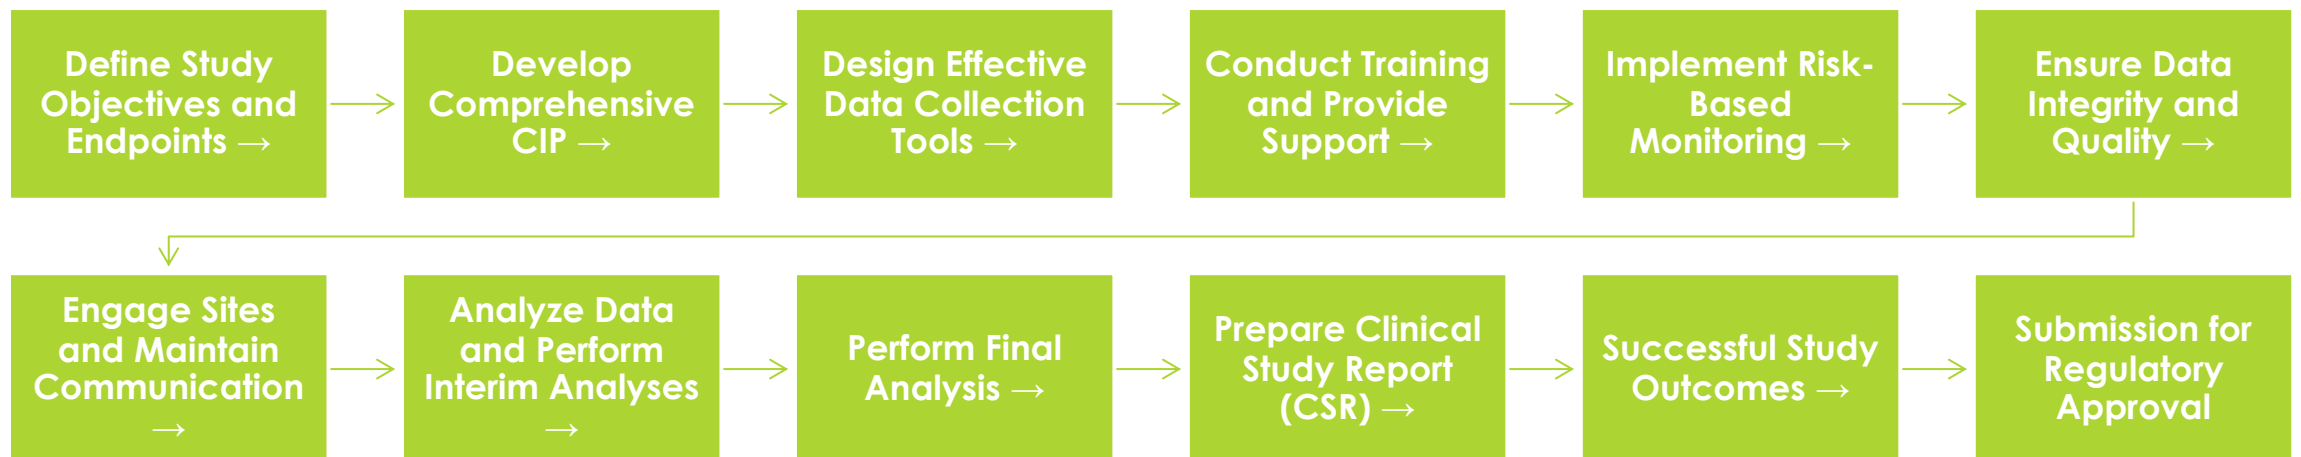 Define Study
Objectives and
Endpoints →
Develop
Comprehensive
CIP →
Design Effective
Data Collection
Tools →
Conduct Training
and Provide
Support →
Implement Risk-
Based
Monitoring →
Ensure Data
Integrity and
Quality →
Engage Sites
and Maintain
Communication
→
Analyze Data
and Perform
Interim Analyses
→
Perform Final
Analysis →
Prepare Clinical
Study Report
(CSR) →
Successful Study
Outcomes →
Submission for
Regulatory
Approval